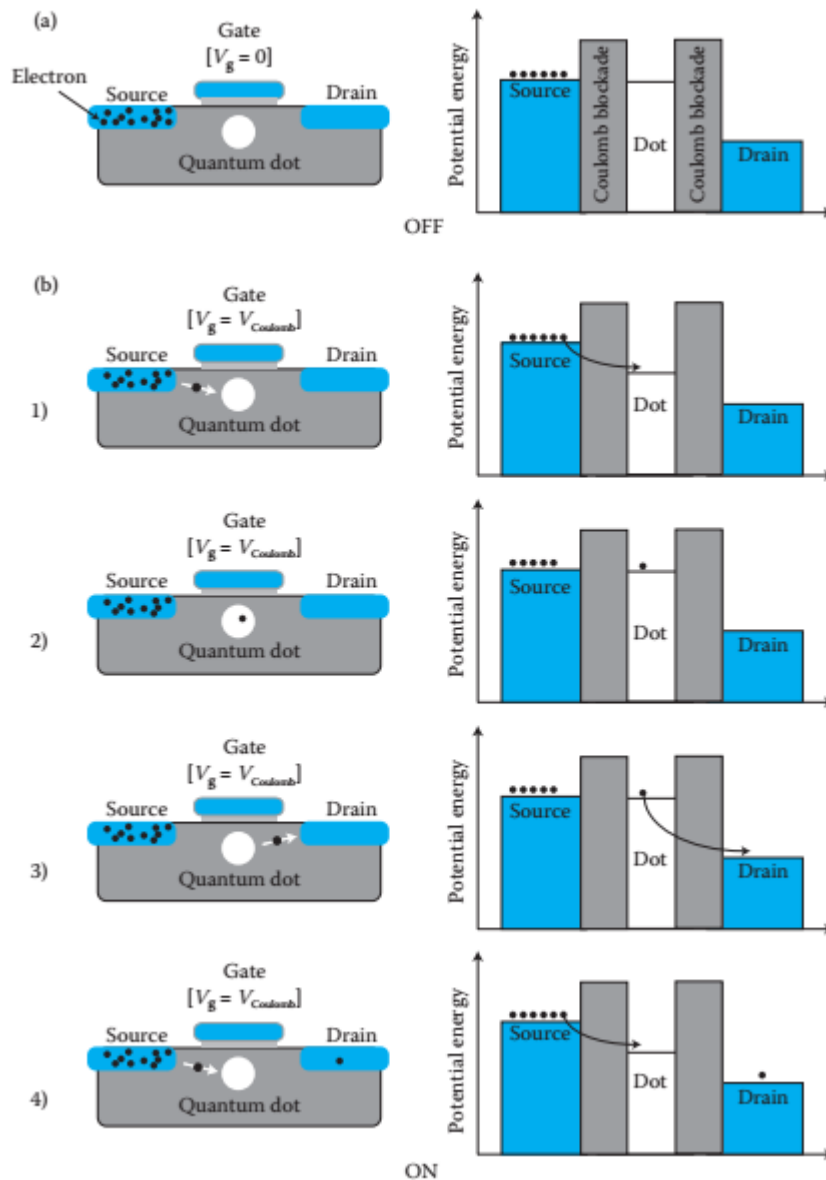 (a)
Gate
[Vg = 0]
Electron
Source
Drain
Quantum dot
Potential energy
Source
Coulomb blockade
Dot
Coulomb blockade
Drain
OFF
(b)
Gate
[Vg = VCoulomb]
Source
Drain
1)
Quantum dot
Potential energy
Source
Dot
Drain
Gate
[Vg = VCoulomb]
Source
Drain
2)
Quantum dot
Potential energy
Source
Dot
Drain
Gate
[Vg = VCoulomb]
Source
Drain
3)
Quantum dot
Potential energy
Source
Dot
Drain
Gate
[Vg = VCoulomb]
Source
Drain
4)
Quantum dot
Potential energy
Source
Dot
Drain
ON